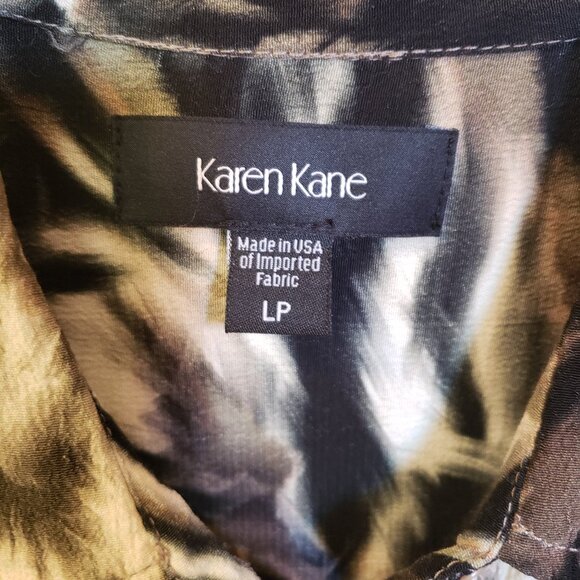 Karen Kane
Made in USA
of Imported
Fabric
LP